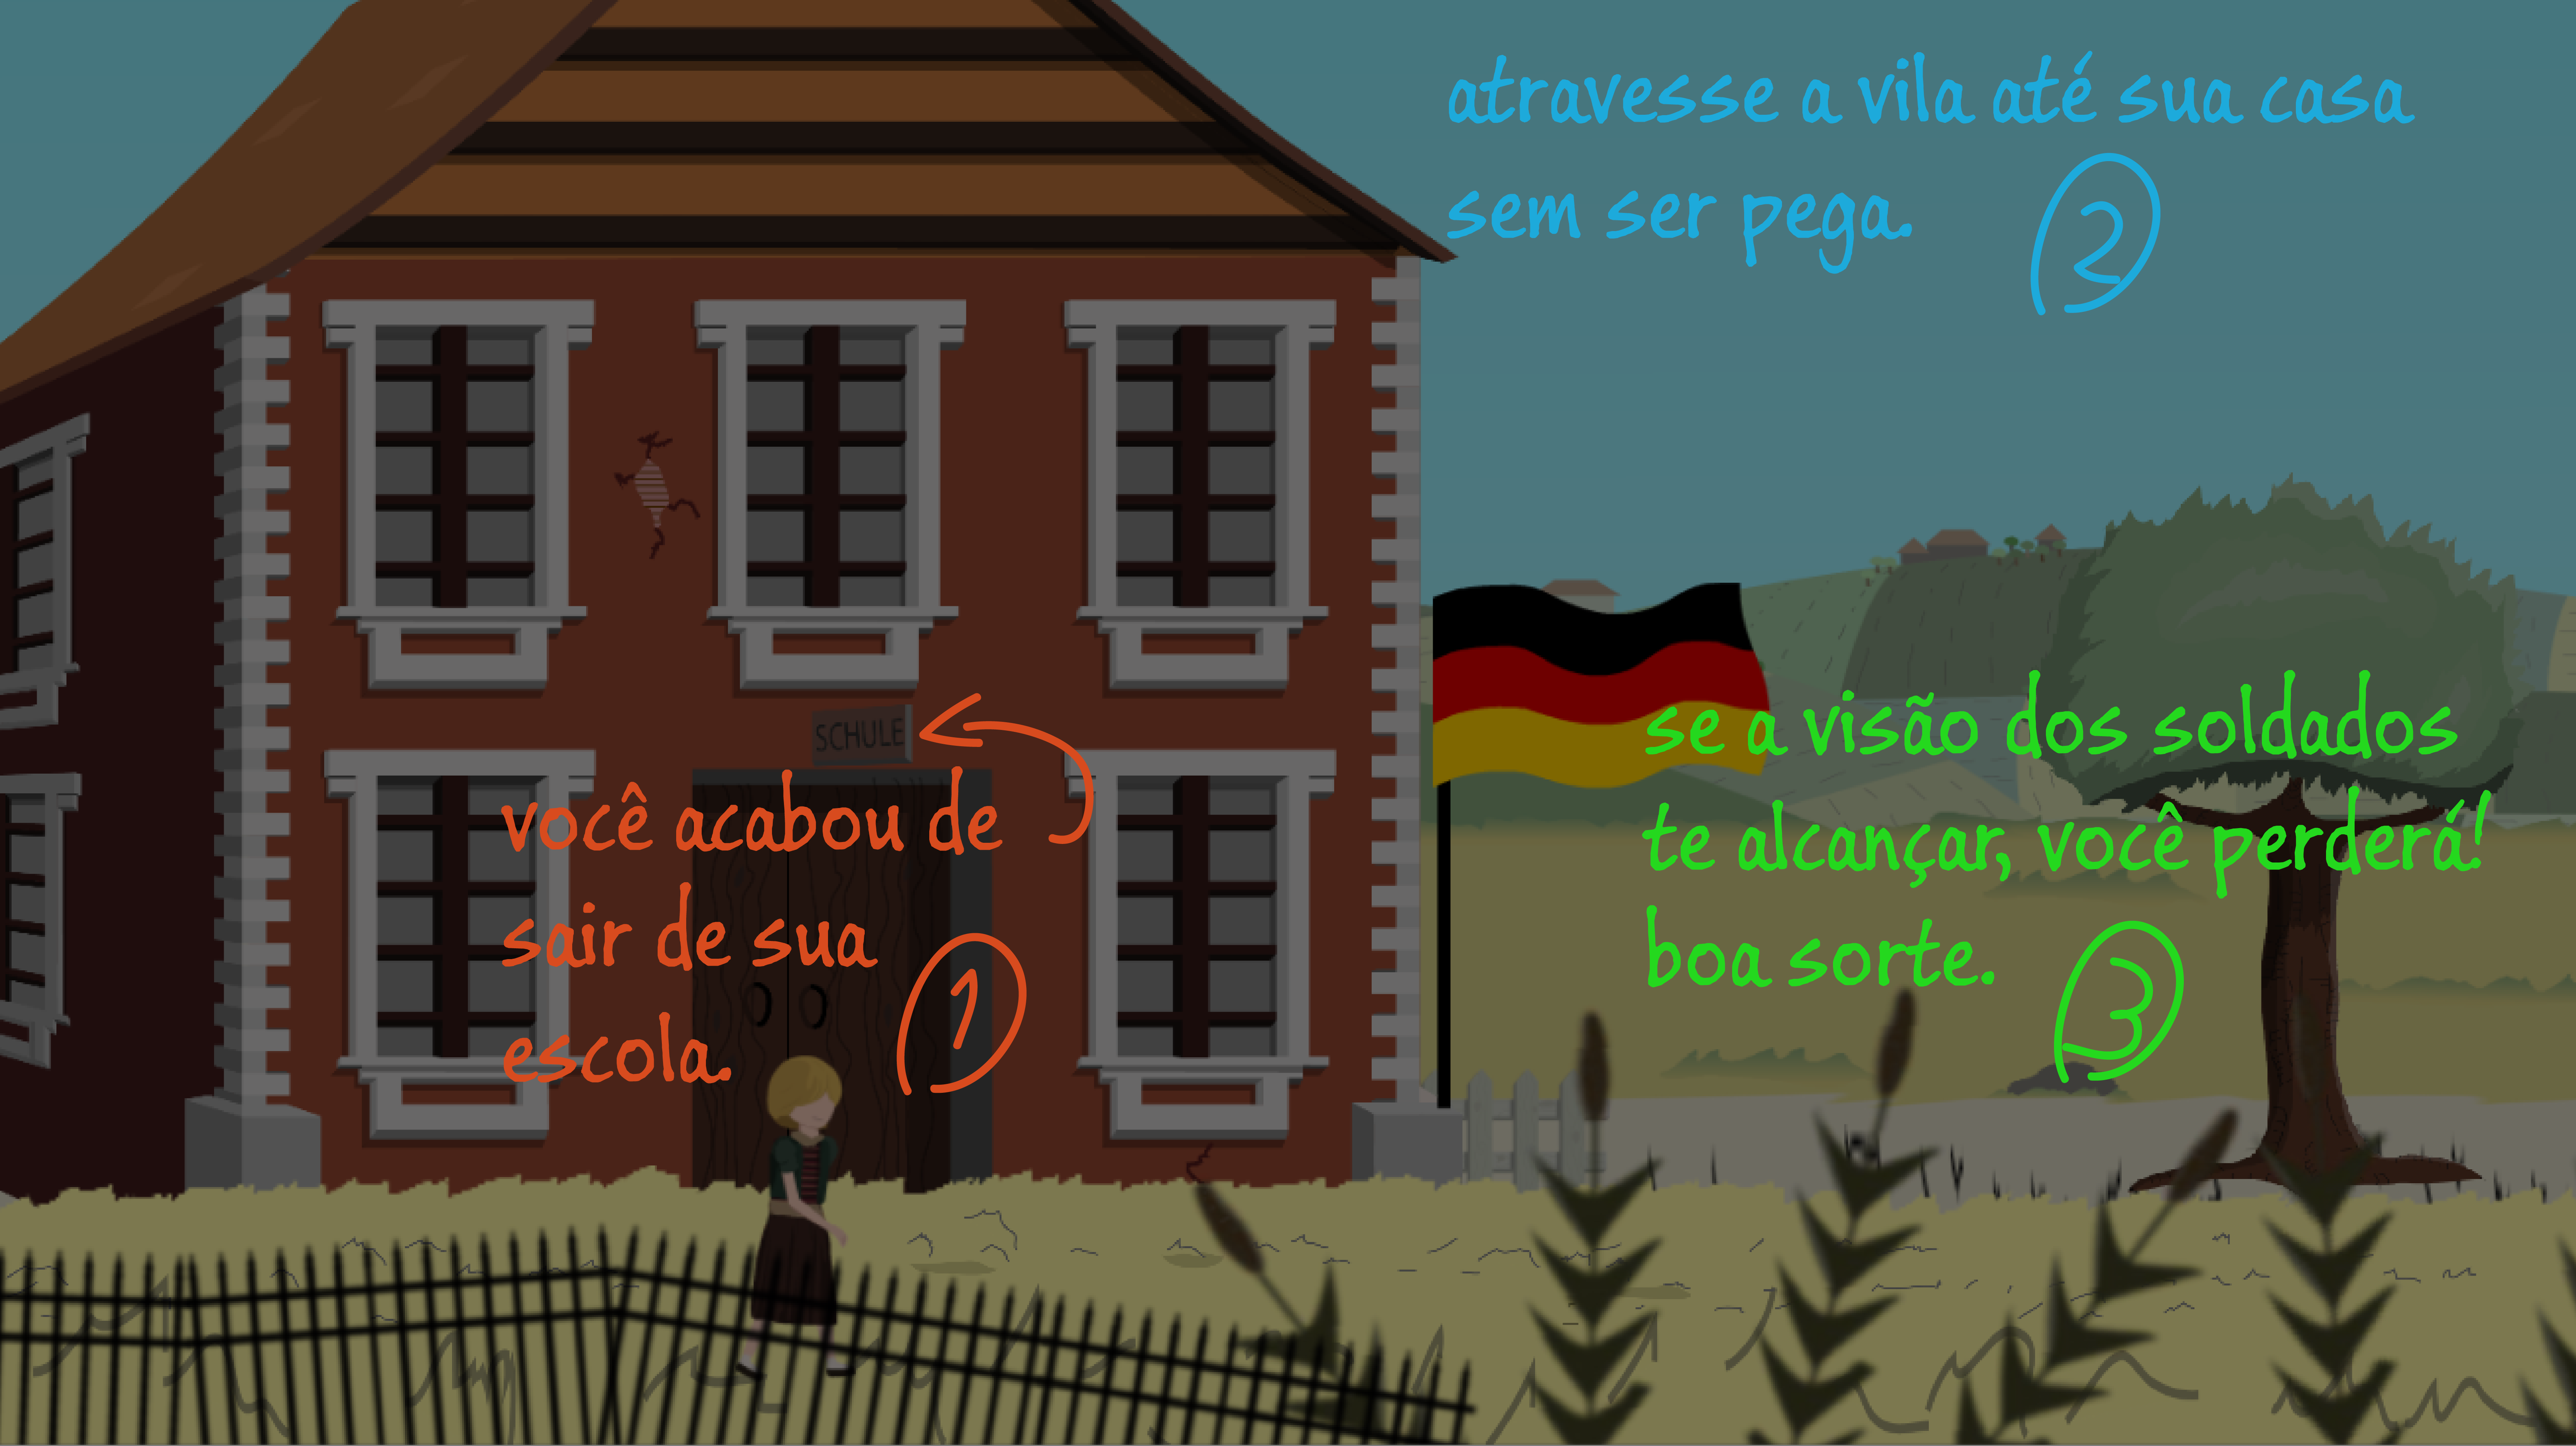 SCHULE
você acabou de
sair de sua
escola.
1
atravesse a vila até sua casa
sem ser pega.
2
se a visão dos soldados
te alcançar, você perderá!
boa sorte.
3